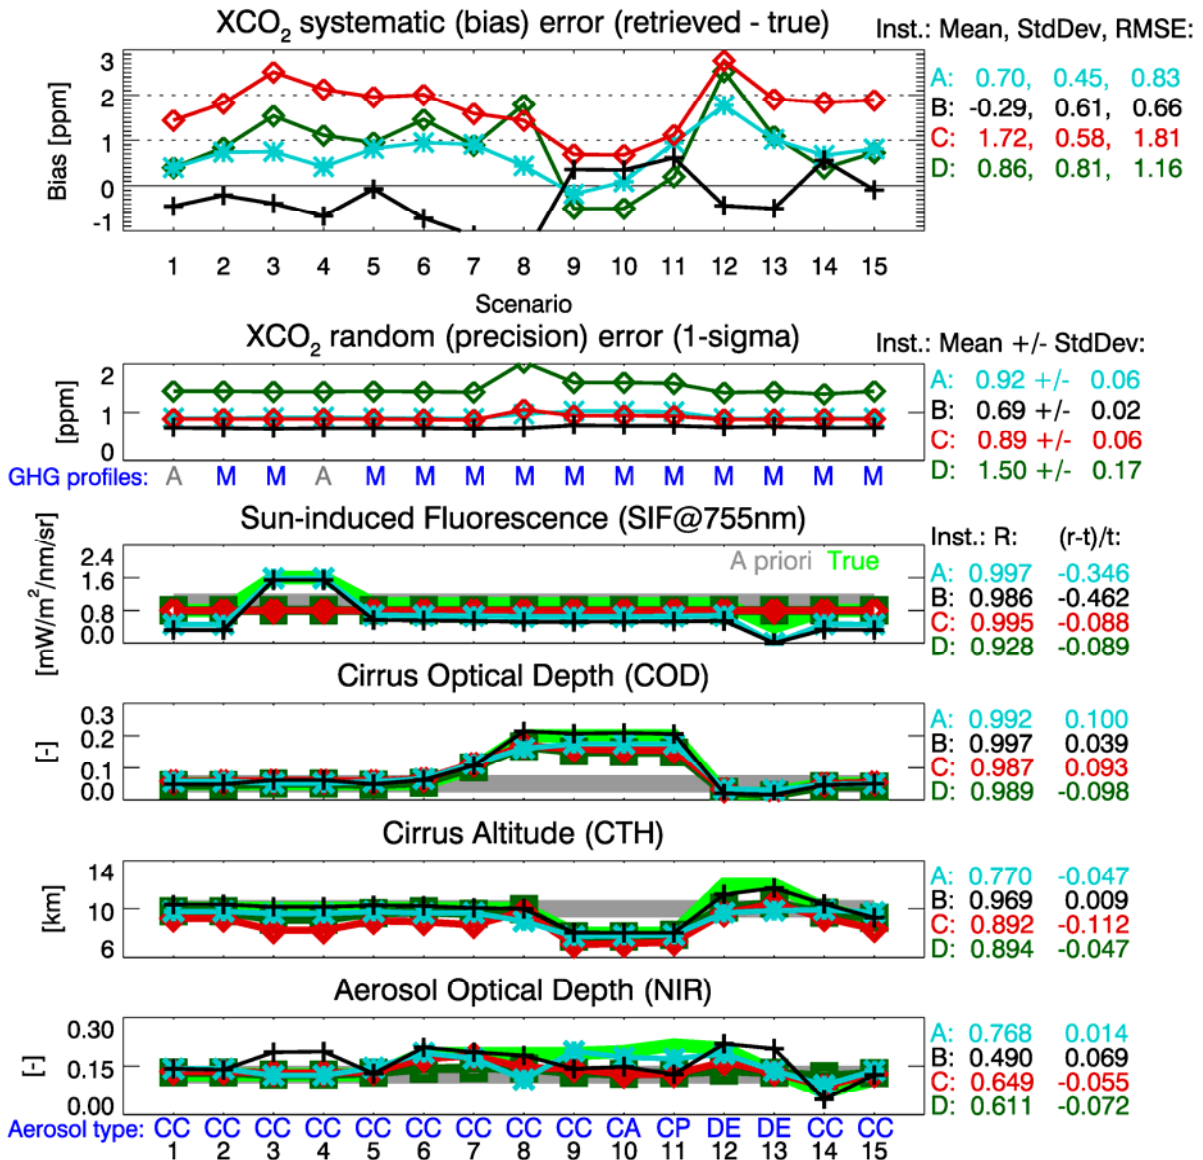 XCO2 systematic (bias) error (retrieved - true)
Inst.: Mean, StdDev, RMSE:
Bias [ppm]
3
2
1
0
-1
A: 0.70, 0.45, 0.83
B: -0.29, 0.61, 0.66
C: 1.72, 0.58, 1.81
D: 0.86, 0.81, 1.16
1 2 3 4 5 6 7 8 9 10 11 12 13 14 15
Scenario
XCO2 random (precision) error (1-sigma)
Inst.: Mean +/- StdDev:
[ppm]
2
1
0
A: 0.92 +/- 0.06
B: 0.69 +/- 0.02
C: 0.89 +/- 0.06
D: 1.50 +/- 0.17
GHG profiles: A M M A M M M M M M M M M M M
Sun-induced Fluorescence (SIF@755nm)
Inst.: R: (r-t)/t:
[mW/m2/nm/sr]
2.4
1.6
0.8
0.0
A priori True
A: 0.997 -0.346
B: 0.986 -0.462
C: 0.995 -0.088
D: 0.928 -0.089
Cirrus Optical Depth (COD)
[-]
0.3
0.2
0.1
0.0
A: 0.992 0.100
B: 0.997 0.039
C: 0.987 0.093
D: 0.989 -0.098
Cirrus Altitude (CTH)
[km]
14
10
6
A: 0.770 -0.047
B: 0.969 0.009
C: 0.892 -0.112
D: 0.894 -0.047
Aerosol Optical Depth (NIR)
[-]
0.30
0.15
0.00
A: 0.768 0.014
B: 0.490 0.069
C: 0.649 -0.055
D: 0.611 -0.072
Aerosol type: CC CC CC CC CC CC CC CC CC CA CP DE DE CC CC
1 2 3 4 5 6 7 8 9 10 11 12 13 14 15